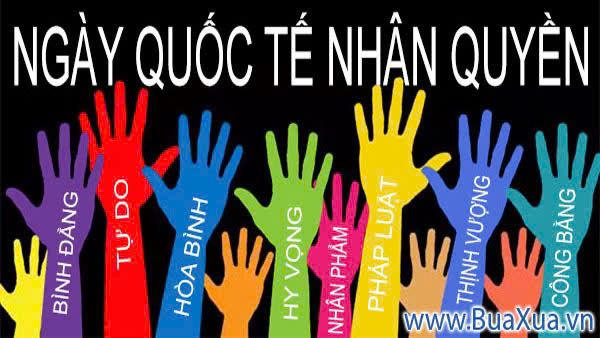 NGÀY QUỐC TẾ NHÂN QUYỀN
BÌNH ĐẲNG
TỰ DO
HÒA BÌNH
HY VỌNG
NHÂN PHẨM
PHÁP LUẬT
THỊNH VƯỢNG
CÔNG BẰNG
www.BuaXua.vn